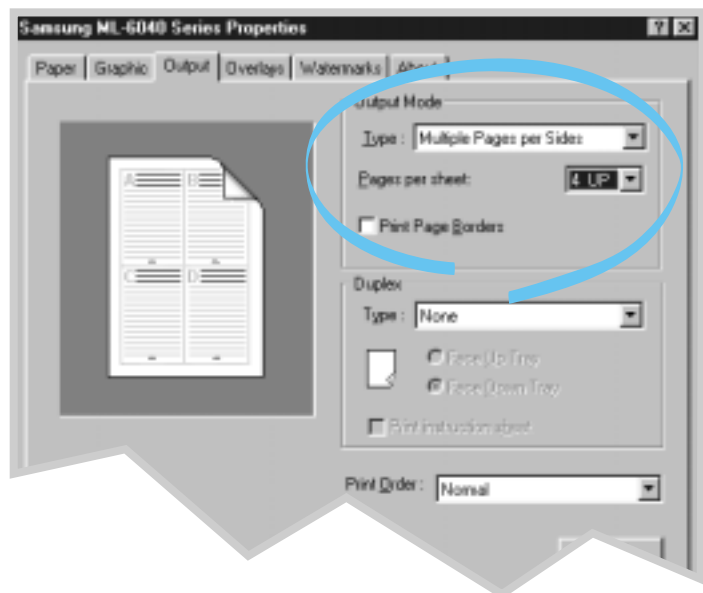 Samsung ML-6040 Series Properties
Paper Graphic Output Overlays Watermarks About
Output Mode
Type : Multiple Pages per Sides
Pages per sheet: 4 UP
Print Page Borders
A B
C D
Duplex
Type : None
Face Up Tray
Face Down Tray
Print instruction sheet
Print Order : Normal